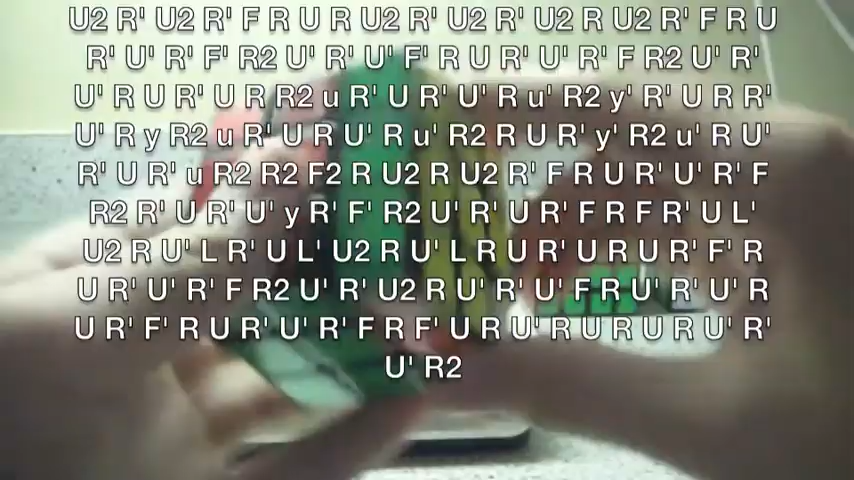 U2 R' U2 R' F R U R U2 R' U2 R' U2 R U2 R' F R U
R' U' R' F' R2 U' R' U' F' R U R' U' R' F R2 U' R'
U' R U R' U R R2 u R' U R' U' R u' R2 y' R' U R R'
U' R y R2 u R' U R U' R u' R2 R U R' y' R2 u' R U'
R' U R' u R2 R2 F2 R U2 R U2 R' F R U R' U' R' F
R2 R' U R' U' y R' F' R2 U' R' U R' F R F R' U L'
U2 R U' L R' U L' U2 R U' L R U R' U R U R' F' R
U R' U' R' F R2 U' R' U2 R U R' U' F R U' R' U' R
U R' F' R U R' U' R' F R F' U R U' R U R U R U' R'
U' R2